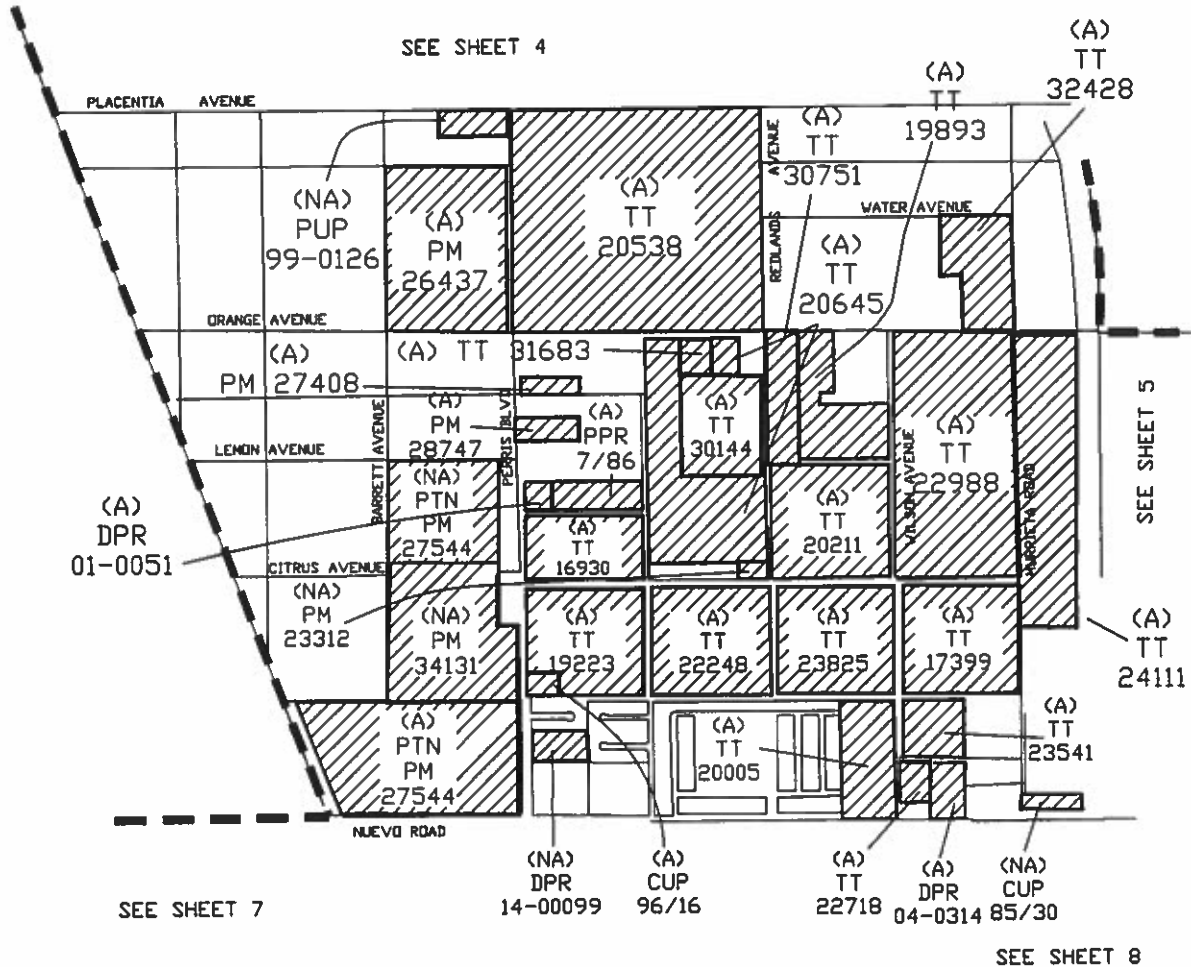 SEE SHEET 4
(A)
TT
32428
(A)
TT
19893
PLACENTIA AVENUE
(A)
TT
30751
REDLANDS AVENUE
WATER AVENUE
(NA)
PUP
99-0126
(A)
PM
26437
(A)
TT
20538
(A)
TT
20645
ORANGE AVENUE
(A)
PM 27408
(A) TT 31683
(A)
PM
28747
PERRIS BLVD
(A)
PPR
7/86
(A)
TT
30144
BARRETT AVENUE
LEMON AVENUE
(NA)
PTN
PM
27544
WILSON AVENUE
(A)
TT
22988
MURRIETA ROAD
SEE SHEET 5
(A)
DPR
01-0051
(A)
TT
16930
(A)
TT
20211
CITRUS AVENUE
(NA)
PM
23312
(NA)
PM
34131
(A)
TT
19223
(A)
TT
22248
(A)
TT
23825
(A)
TT
17399
(A)
TT
24111
(A)
PTN
PM
27544
(A)
TT
20005
(A)
TT
23541
NUEVO ROAD
(NA)
DPR
14-00099
(A)
CUP
96/16
(A)
TT
22718
(A)
DPR
04-0314
(NA)
CUP
85/30
SEE SHEET 7
SEE SHEET 8